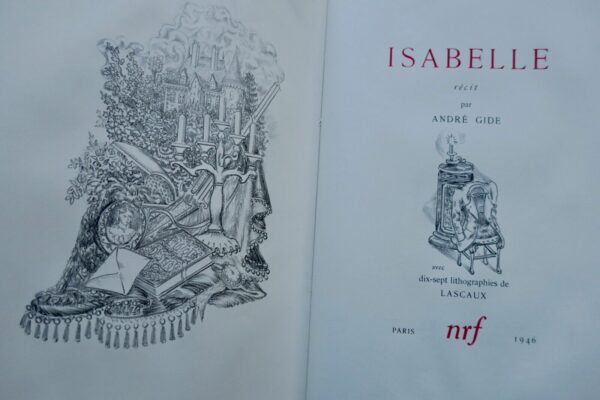 ISABELLE
récit
par
ANDRÉ GIDE
avec
dix-sept lithographies de
LASCAUX
PARIS nrf 1946